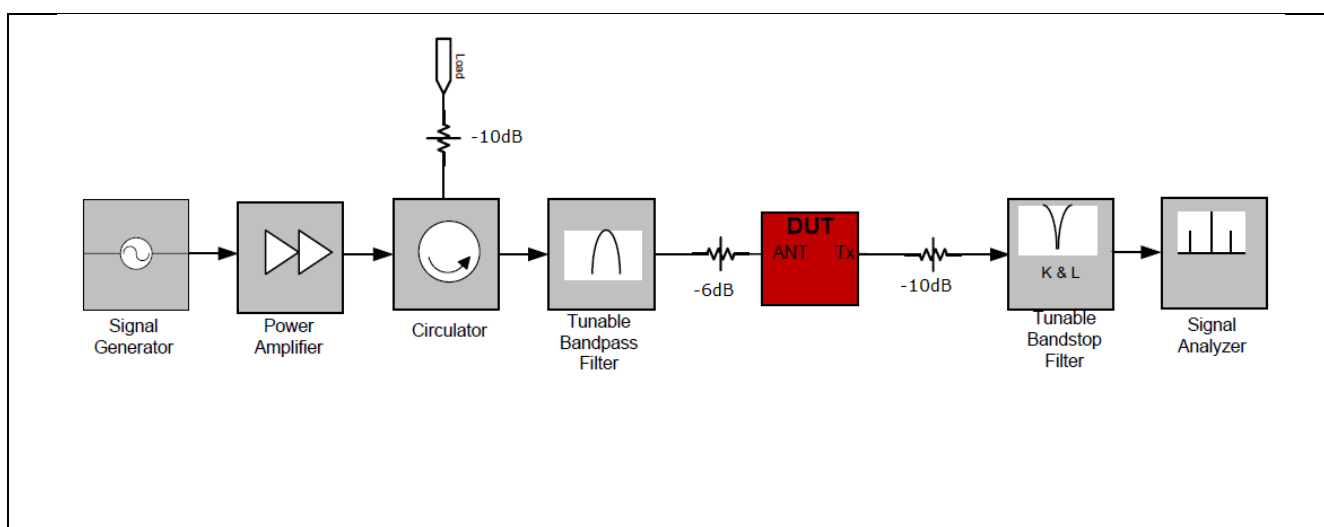 Load
-10dB
DUT
ANT Tx
K & L
-6dB
-10dB
Signal
Generator
Power
Amplifier
Circulator
Tunable
Bandpass
Filter
Tunable
Bandstop
Filter
Signal
Analyzer